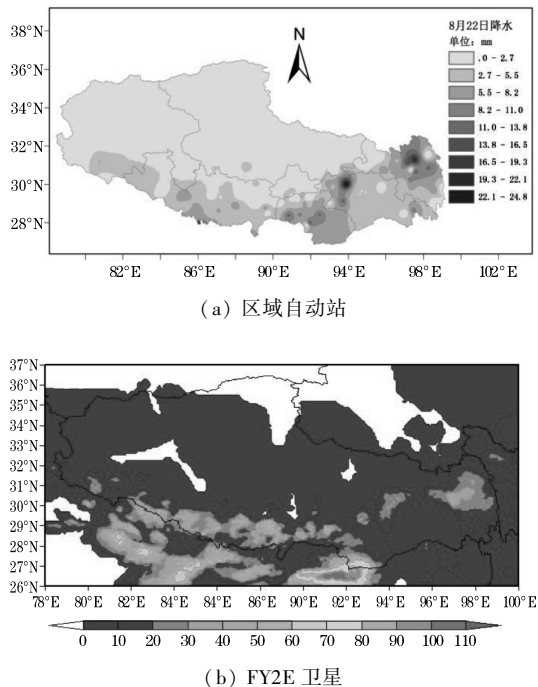 38°N
36°N
34°N
32°N
30°N
28°N
N
8月22日降水
单位：mm
.0 - 2.7
2.7 - 5.5
5.5 - 8.2
8.2 - 11.0
11.0 - 13.8
13.8 - 16.5
16.5 - 19.3
19.3 - 22.1
22.1 - 24.8
82°E 86°E 90°E 94°E 98°E 102°E
(a) 区域自动站
37°N
36°N
35°N
34°N
33°N
32°N
31°N
30°N
29°N
28°N
27°N
26°N
78°E 80°E 82°E 84°E 86°E 88°E 90°E 92°E 94°E 96°E 98°E 100°E
0 10 20 30 40 60 70 80 90 100 110
(b) FY2E 卫星